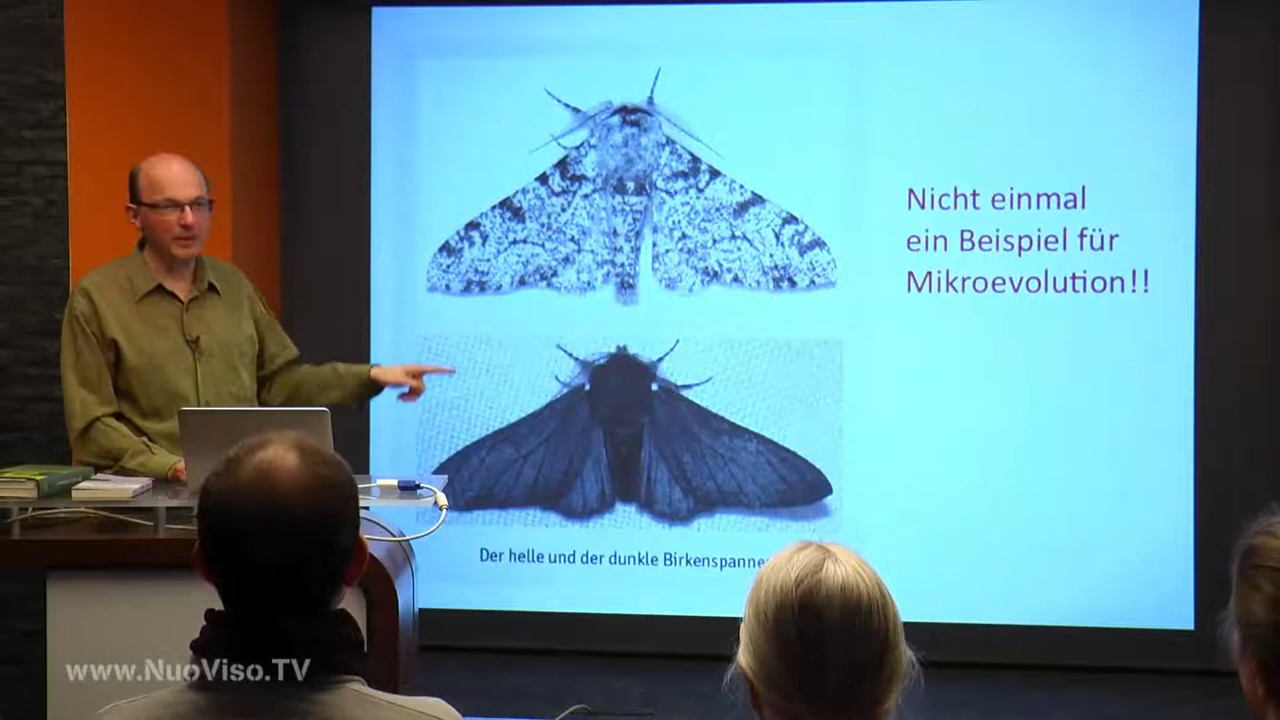 Nicht einmal
ein Beispiel für
Mikroevolution!!
Der helle und der dunkle Birkenspanner
www.NuoViso.TV